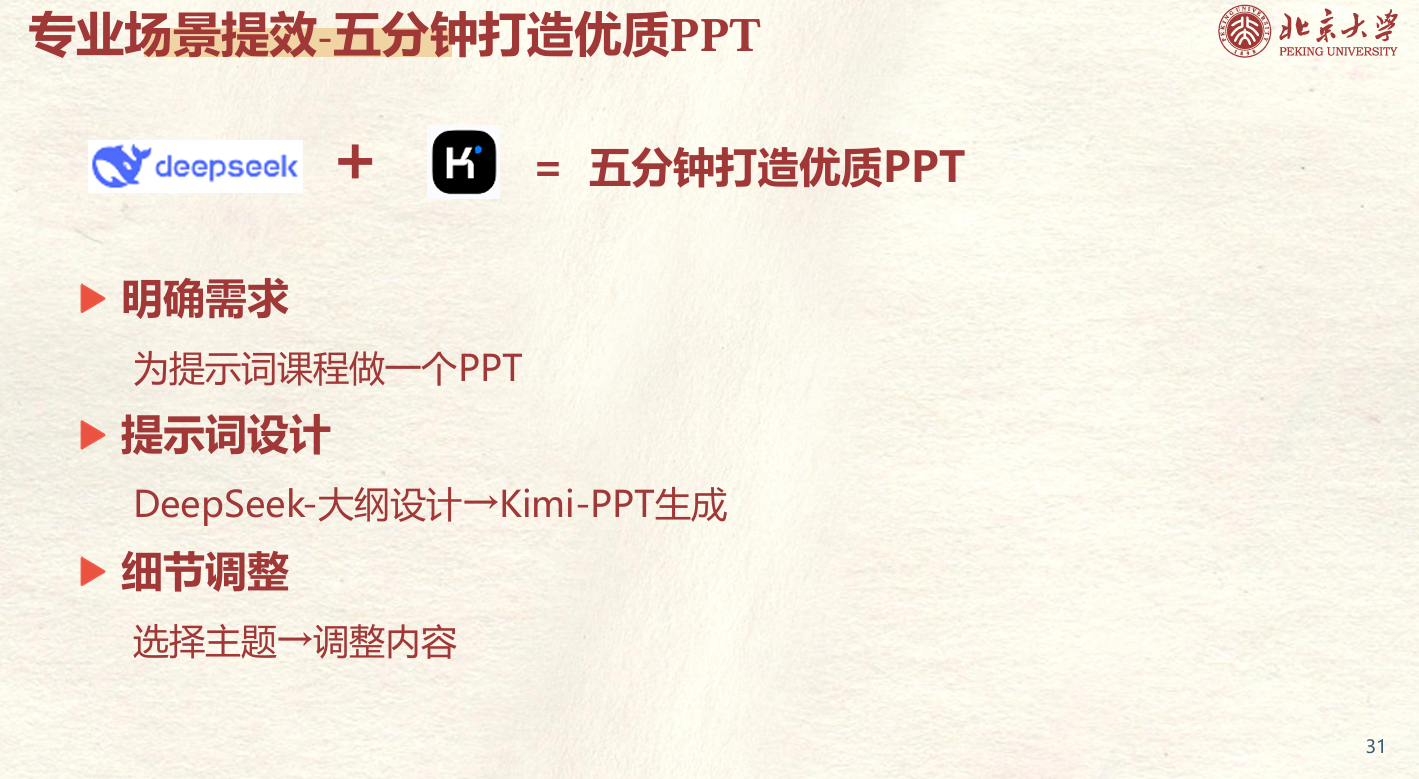 专业场景提效-五分钟打造优质PPT
北京大学
PEKING UNIVERSITY
deepseek + K = 五分钟打造优质PPT
明确需求
为提示词课程做一个PPT
提示词设计
DeepSeek-大纲设计→Kimi-PPT生成
细节调整
选择主题→调整内容
31